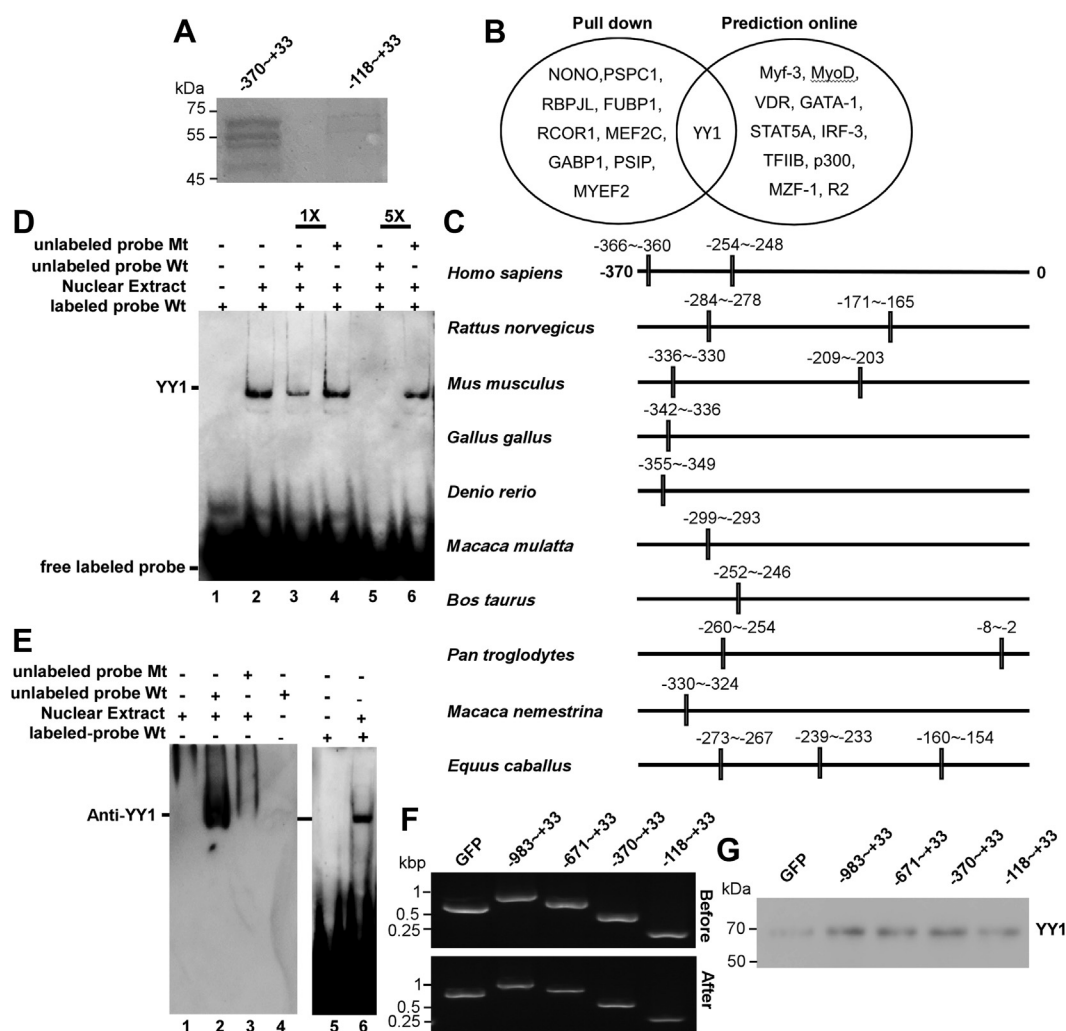 A
-370~+33
-118~+33
kDa
75
55
45
B
Pull down
Prediction online
NONO,PSPC1,
RBPJL, FUBP1,
RCOR1, MEF2C,
GABP1, PSIP,
MYEF2
YY1
Myf-3, MyoD,
VDR, GATA-1,
STAT5A, IRF-3,
TFIIB, p300,
MZF-1, R2
D
1X
5X
unlabeled probe Mt - - - + - +
unlabeled probe Wt - - + - + -
Nuclear Extract - + + + + +
labeled probe Wt + + + + + +
YY1
free labeled probe
1 2 3 4 5 6
C
-366~-360 -254~-248
Homo sapiens -370 0
-284~-278 -171~-165
Rattus norvegicus
-336~-330 -209~-203
Mus musculus
-342~-336
Gallus gallus
-355~-349
Denio rerio
-299~-293
Macaca mulatta
-252~-246
Bos taurus
-260~-254 -8~-2
Pan troglodytes
-330~-324
Macaca nemestrina
-273~-267 -239~-233 -160~-154
Equus caballus
E
unlabeled probe Mt - - + - - -
unlabeled probe Wt - + - + - -
Nuclear Extract + + + - - +
labeled-probe Wt - - - - + +
Anti-YY1
1 2 3 4 5 6
F
GFP
-983~+33
-671~+33
-370~+33
-118~+33
kbp
1
0.5
0.25
Before
1
0.5
0.25
After
G
GFP
-983~+33
-671~+33
-370~+33
-118~+33
kDa
70
50
YY1